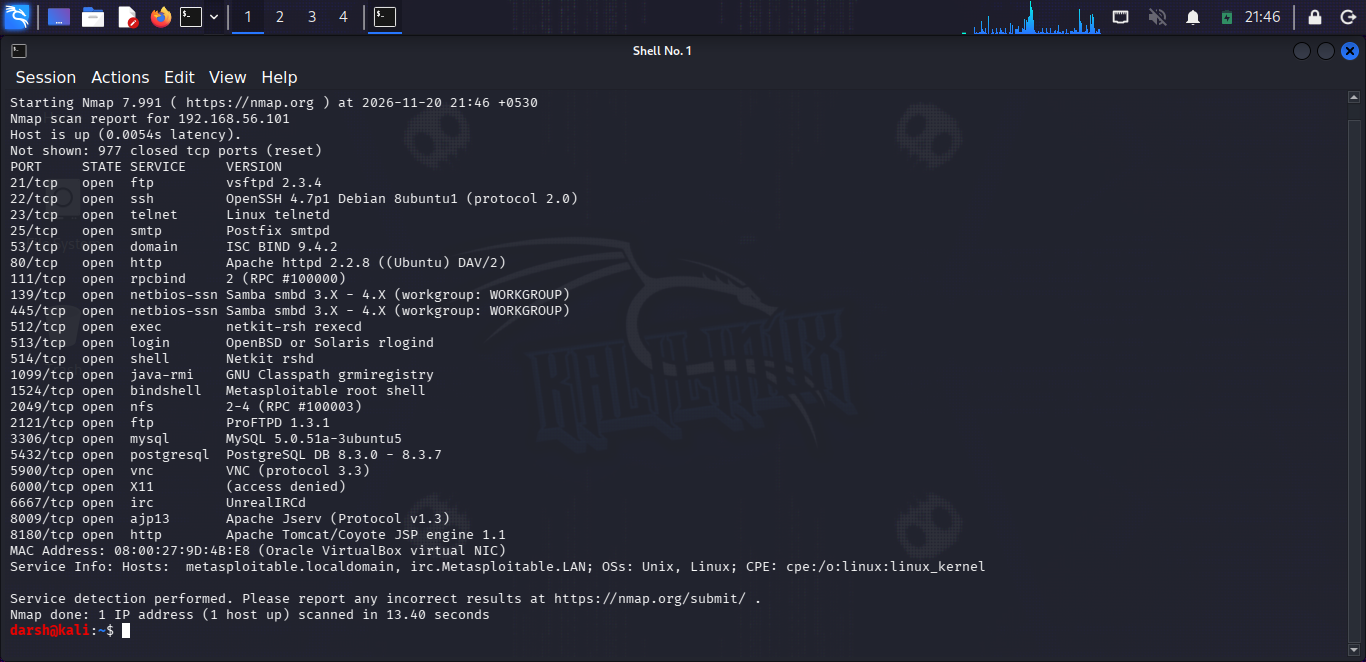 1 2 3 4 21:46
Shell No. 1
Session Actions Edit View Help
Starting Nmap 7.991 ( https://nmap.org ) at 2026-11-20 21:46 +0530
Nmap scan report for 192.168.56.101
Host is up (0.0054s latency).
Not shown: 977 closed tcp ports (reset)
PORT     STATE SERVICE     VERSION
21/tcp   open  ftp         vsftpd 2.3.4
22/tcp   open  ssh         OpenSSH 4.7p1 Debian 8ubuntu1 (protocol 2.0)
23/tcp   open  telnet      Linux telnetd
25/tcp   open  smtp        Postfix smtpd
53/tcp   open  domain      ISC BIND 9.4.2
80/tcp   open  http        Apache httpd 2.2.8 ((Ubuntu) DAV/2)
111/tcp  open  rpcbind     2 (RPC #100000)
139/tcp  open  netbios-ssn Samba smbd 3.X - 4.X (workgroup: WORKGROUP)
445/tcp  open  netbios-ssn Samba smbd 3.X - 4.X (workgroup: WORKGROUP)
512/tcp  open  exec        netkit-rsh rexecd
513/tcp  open  login       OpenBSD or Solaris rlogind
514/tcp  open  shell       Netkit rshd
1099/tcp open  java-rmi    GNU Classpath grmiregistry
1524/tcp open  bindshell   Metasploitable root shell
2049/tcp open  nfs         2-4 (RPC #100003)
2121/tcp open  ftp         ProFTPD 1.3.1
3306/tcp open  mysql       MySQL 5.0.51a-3ubuntu5
5432/tcp open  postgresql  PostgreSQL DB 8.3.0 - 8.3.7
5900/tcp open  vnc         VNC (protocol 3.3)
6000/tcp open  X11         (access denied)
6667/tcp open  irc         UnrealIRCd
8009/tcp open  ajp13       Apache Jserv (Protocol v1.3)
8180/tcp open  http        Apache Tomcat/Coyote JSP engine 1.1
MAC Address: 08:00:27:9D:4B:E8 (Oracle VirtualBox virtual NIC)
Service Info: Hosts:  metasploitable.localdomain, irc.Metasploitable.LAN; OSs: Unix, Linux; CPE: cpe:/o:linux:linux_kernel
Service detection performed. Please report any incorrect results at https://nmap.org/submit/ .
Nmap done: 1 IP address (1 host up) scanned in 13.40 seconds
darsh@kali:~$
KALI LINUX